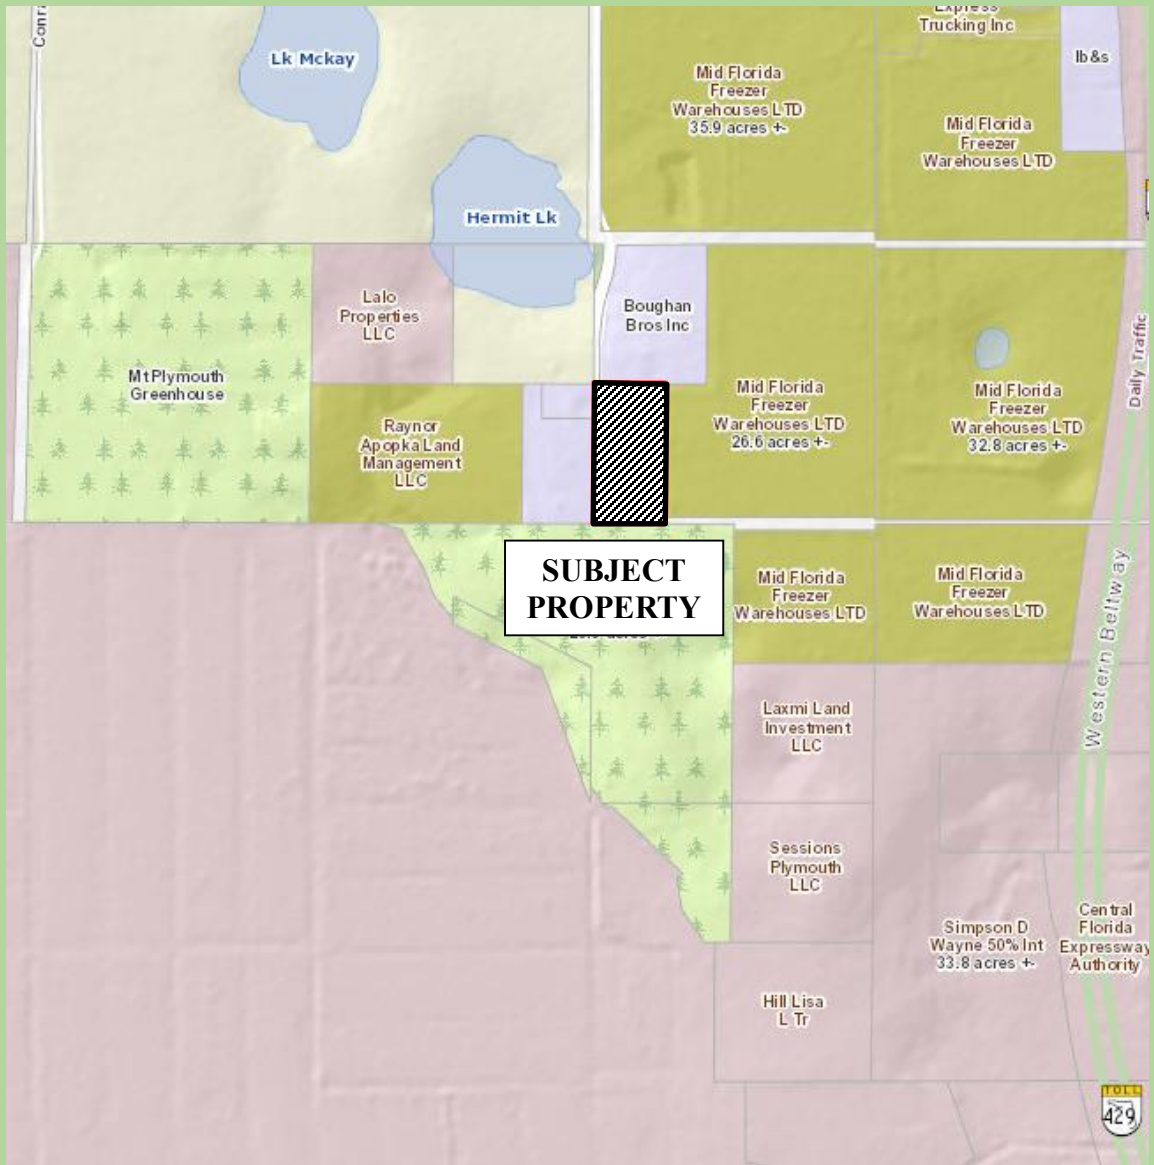 Express
Trucking Inc
lb&s
Lk Mckay
Mid Florida
Freezer
Warehouses LTD
35.9 acres +-
Mid Florida
Freezer
Warehouses LTD
Hermit Lk
Lalo
Properties
LLC
Boughan
Bros Inc
Daily Traffic
Mt Plymouth
Greenhouse
Mid Florida
Freezer
Warehouses LTD
26.6 acres +-
Mid Florida
Freezer
Warehouses LTD
32.8 acres +-
Raynor
Apopka Land
Management
LLC
SUBJECT
PROPERTY
Mid Florida
Freezer
Warehouses LTD
Mid Florida
Freezer
Warehouses LTD
Western Beltway
Laxmi Land
Investment
LLC
Sessions
Plymouth
LLC
Simpson D
Wayne 50% Int
33.8 acres +-
Central
Florida
Expressway
Authority
Hill Lisa
L Tr
TOLL
429